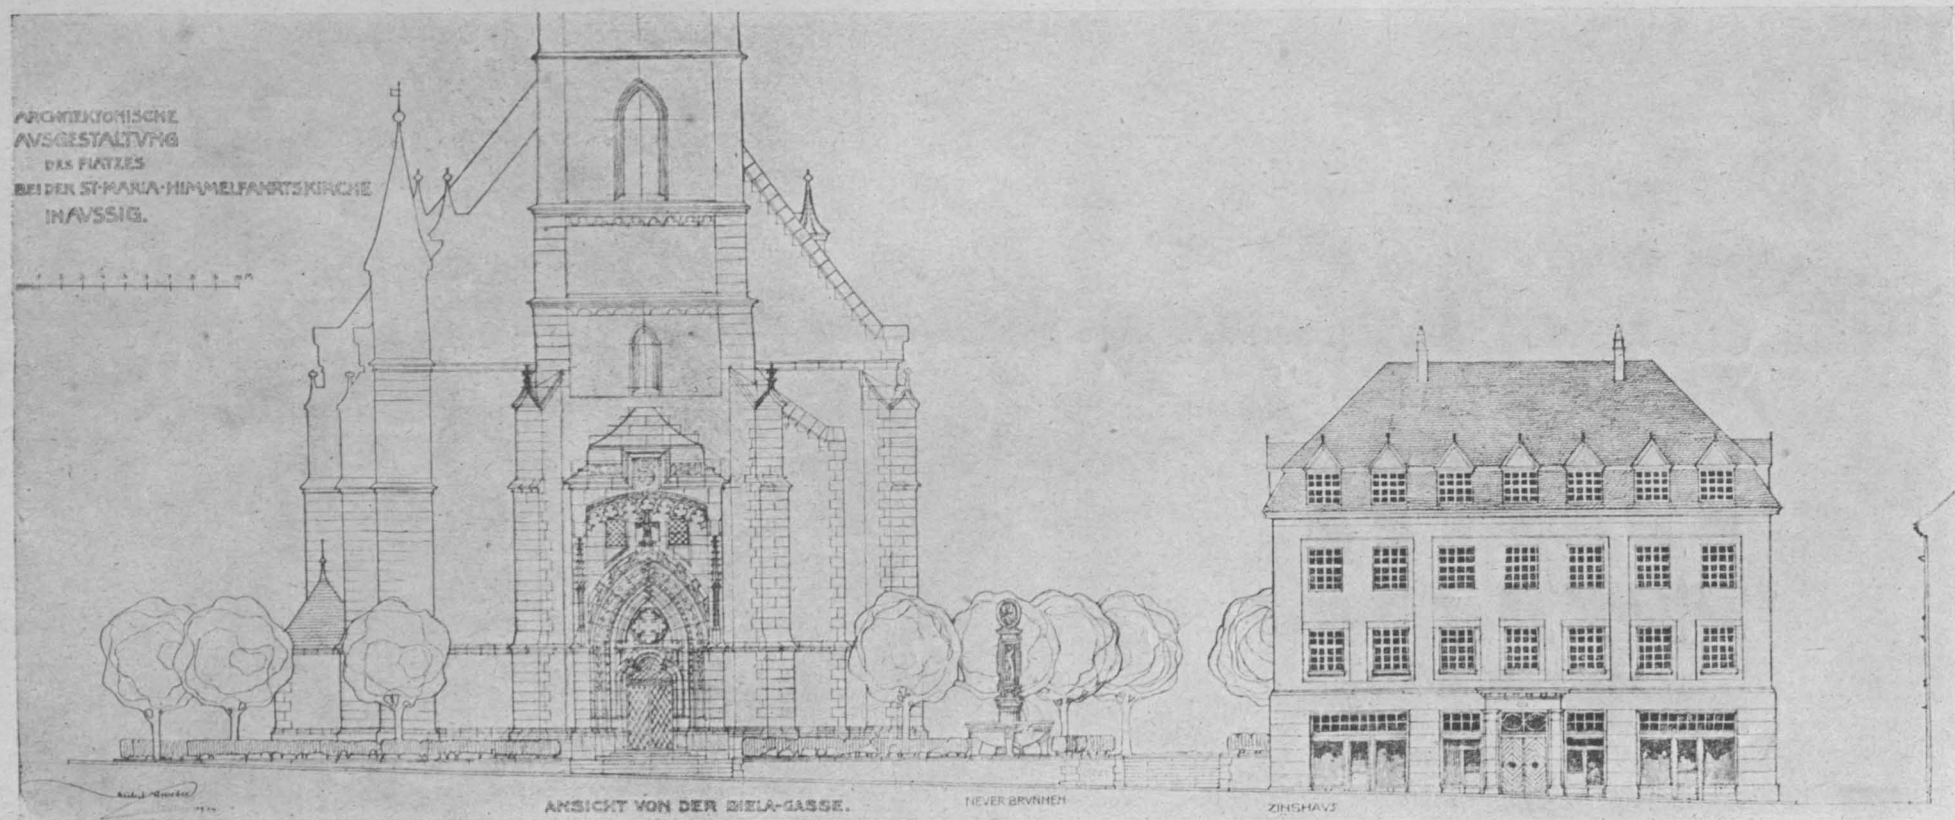 ARCHITEKTONISCHE
AVSGESTALTVNG
DES PLATZES
BEI DER ST·MARIA·HIMMELFAHRTSKIRCHE
IN AVSSIG.
ANSICHT VON DER BIELA-GASSE.
NEVER BRVNNEN
ZINSHAVS